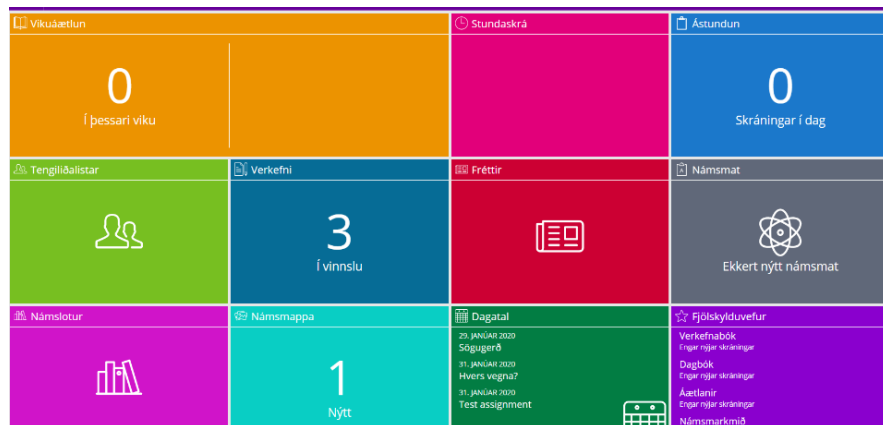 Vikuáætlun
0
Í þessari viku
Stundaskrá
Ástundun
0
Skráningar í dag
Tengiliðalistar
Verkefni
3
Í vinnslu
Fréttir
Námsmat
Ekkert nýtt námsmat
Námslotur
Námsmappa
1
Nýtt
Dagatal
29. JANÚAR 2020
Sögugerð
31. JANÚAR 2020
Hvers vegna?
31. JANÚAR 2020
Test assignment
Fjölskylduvefur
Verkefnabók
Engar nýjar skráningar
Dagbók
Engar nýjar skráningar
Áætlanir
Engar nýjar skráningar
Námsmarkmið